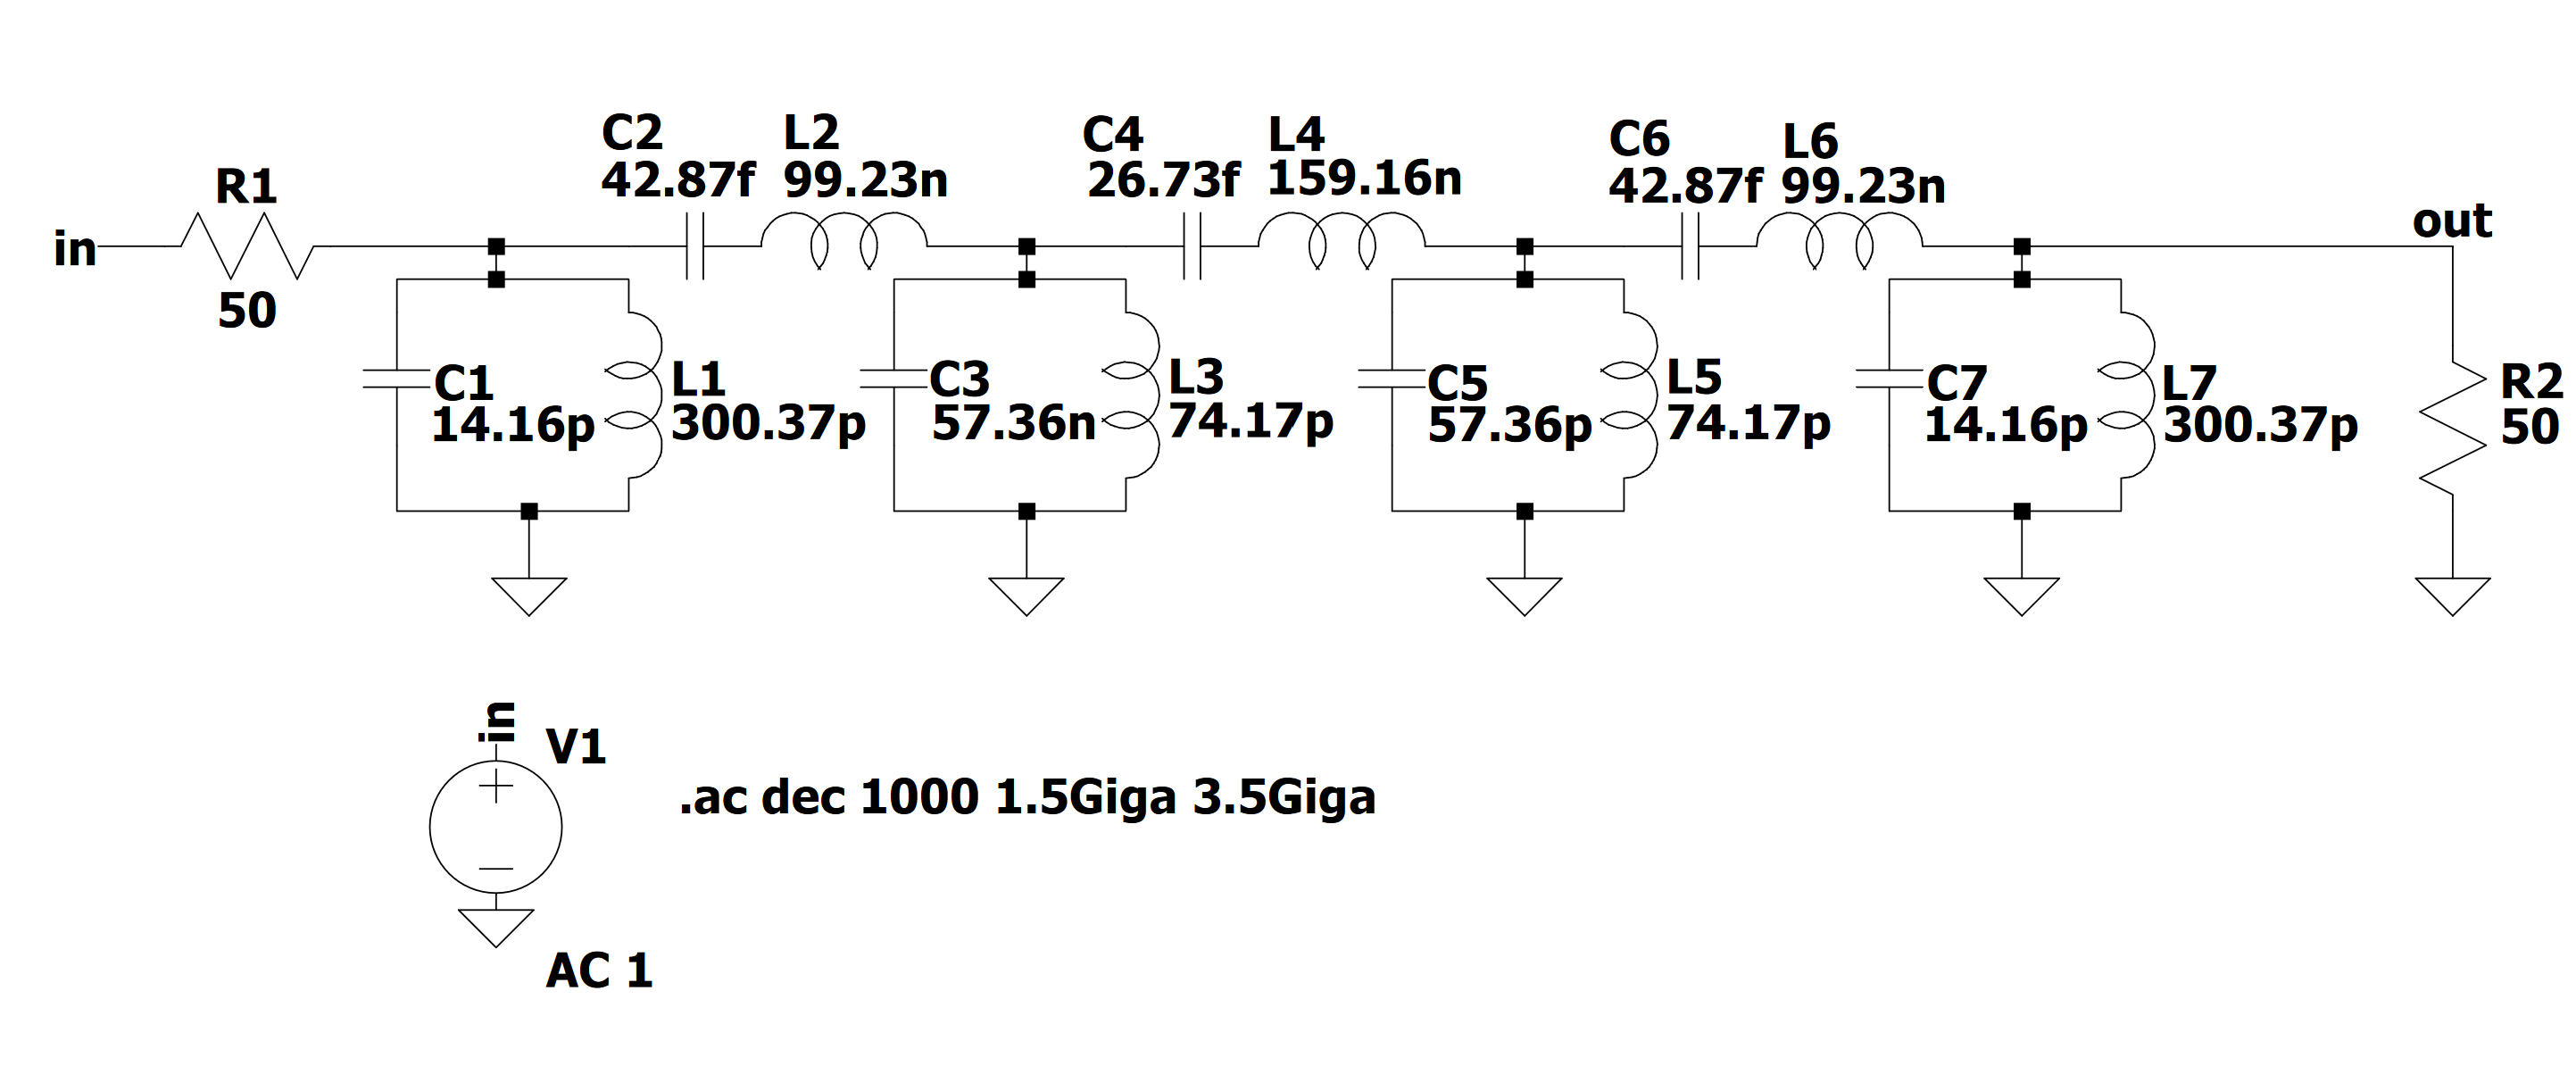 in
R1
50
C1
14.16p
L1
300.37p
C2
42.87f
L2
99.23n
C3
57.36n
L3
74.17p
C4
26.73f
L4
159.16n
C5
57.36p
L5
74.17p
C6
42.87f
L6
99.23n
C7
14.16p
L7
300.37p
out
R2
50
in
V1
AC 1
.ac dec 1000 1.5Giga 3.5Giga